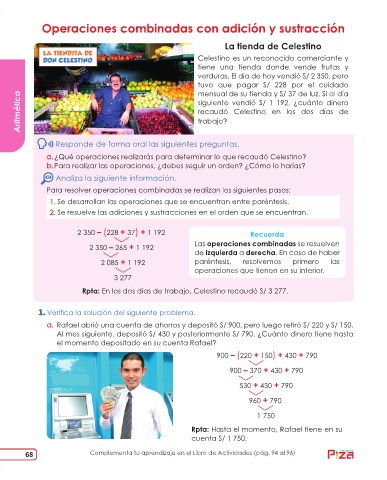 Operaciones combinadas con adición y sustracción
Aritmética
LA TIENDITA DE
DON CELESTINO
La tienda de Celestino
Celestino es un reconocido comerciante y
tiene una tienda donde vende frutas y
verduras. El día de hoy vendió S/ 2 350, pero
tuvo que pagar S/ 228 por el cuidado
mensual de su tienda y S/ 37 de luz. Si al día
siguiente vendió S/ 1 192, ¿cuánto dinero
recaudó Celestino en los dos días de
trabajo?
Responde de forma oral las siguientes preguntas.
a. ¿Qué operaciones realizarás para determinar lo que recaudó Celestino?
b. Para realizar las operaciones, ¿debes seguir un orden? ¿Cómo lo harías?
Analiza la siguiente información.
Para resolver operaciones combinadas se realizan los siguientes pasos:
1. Se desarrollan las operaciones que se encuentran entre paréntesis.
2. Se resuelve las adiciones y sustracciones en el orden que se encuentran.
2 350 – (228 + 37) + 1 192
2 350 – 265 + 1 192
2 085 + 1 192
3 277
Recuerda
Las operaciones combinadas se resuelven
de izquierda a derecha. En caso de haber
paréntesis, resolvemos primero las
operaciones que tienen en su interior.
Rpta: En los dos días de trabajo, Celestino recaudó S/ 3 277.
1. Verifica la solución del siguiente problema.
a. Rafael abrió una cuenta de ahorros y depositó S/ 900, pero luego retiró S/ 220 y S/ 150.
Al mes siguiente, depositó S/ 430 y posteriormente S/ 790. ¿Cuánto dinero tiene hasta
el momento depositado en su cuenta Rafael?
900 – (220 + 150) + 430 + 790
900 – 370 + 430 + 790
530 + 430 + 790
960 + 790
1 750
Rpta: Hasta el momento, Rafael tiene en su
cuenta S/ 1 750.
68
Complementa tu aprendizaje en el Libro de Actividades (pág. 94 al 96)